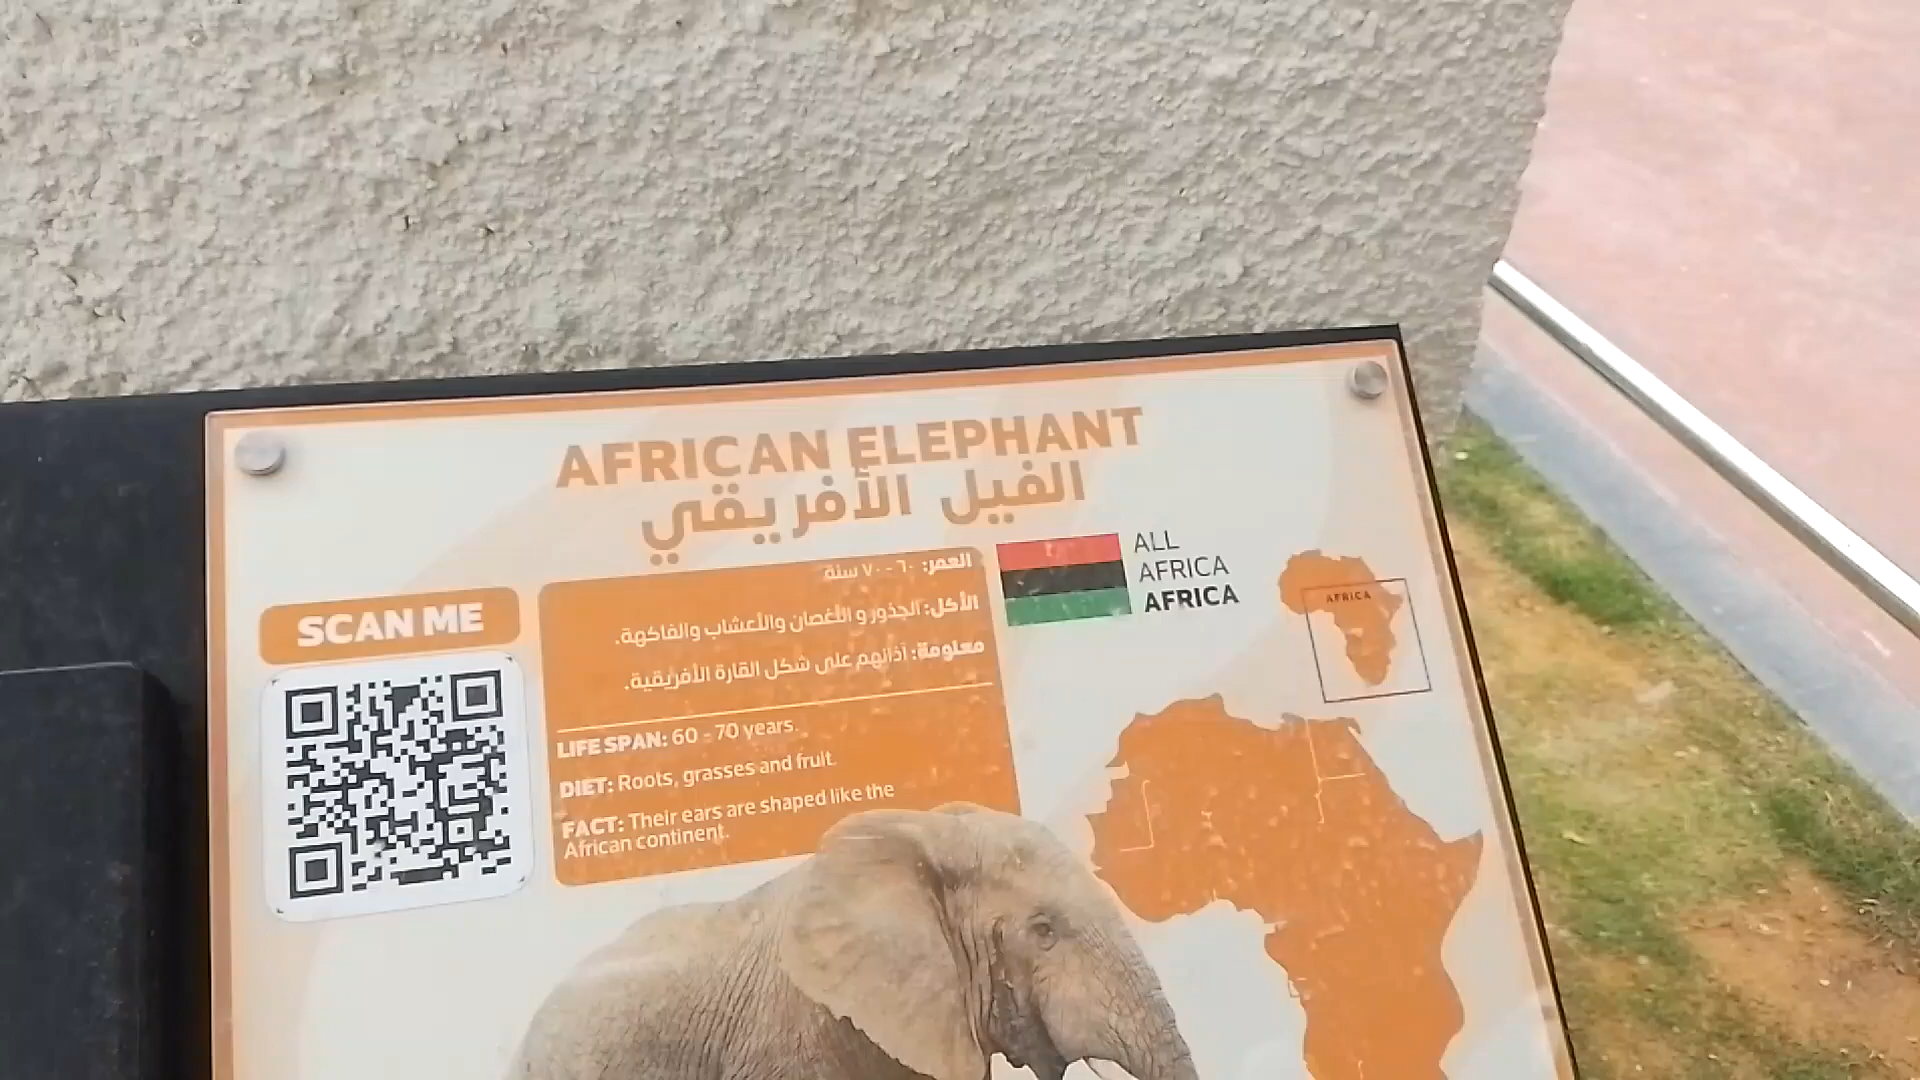 AFRICAN ELEPHANT
الفيل الأفريقي
SCAN ME
العمر: ٦٠ - ٧٠ سنة
الأكل: الجذور و الأغصان والأعشاب والفاكهة.
معلومة: آذانهم على شكل القارة الأفريقية.
LIFE SPAN: 60 - 70 years.
DIET: Roots, grasses and fruit.
FACT: Their ears are shaped like the
African continent.
ALL
AFRICA
AFRICA
AFRICA